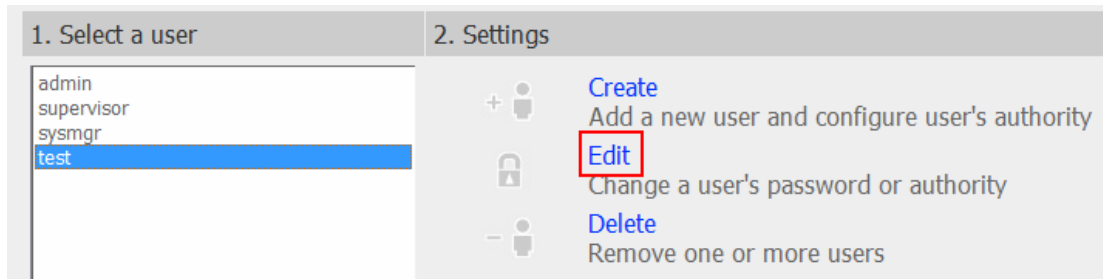 1. Select a user
2. Settings
admin
supervisor
sysmgr
test
Create
Add a new user and configure user's authority
Edit
Change a user's password or authority
Delete
Remove one or more users